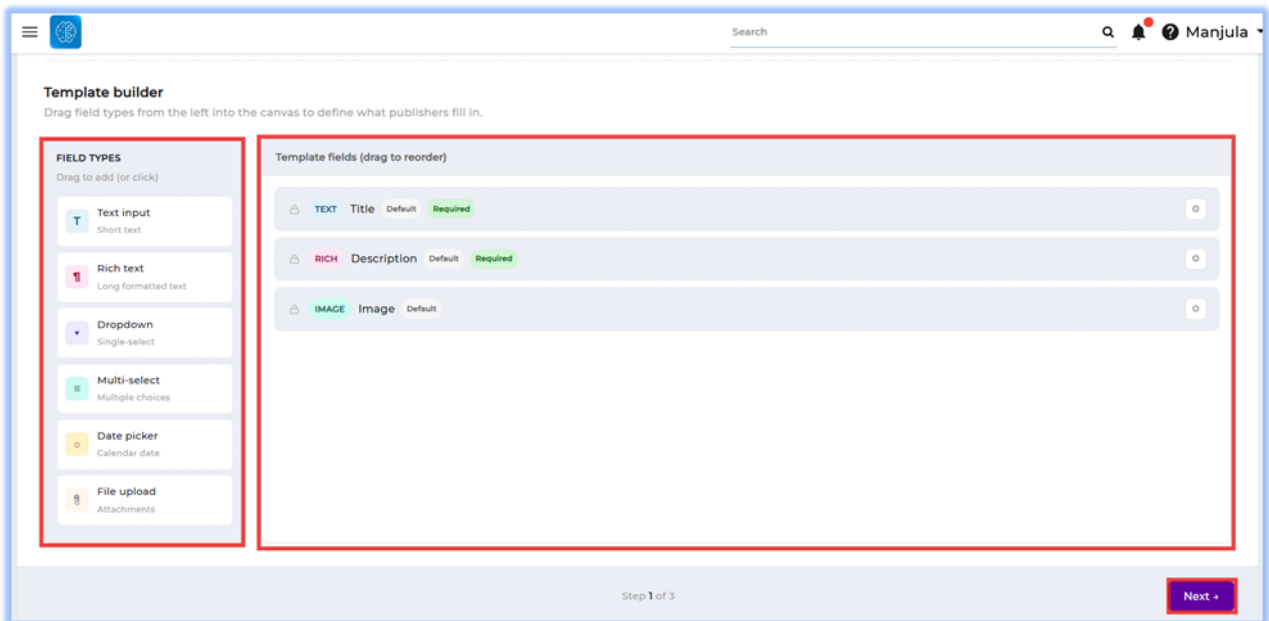 Search
Manjula
Template builder
Drag field types from the left into the canvas to define what publishers fill in.
FIELD TYPES
Drag to add (or click)
T Text input
Short text
¶ Rich text
Long formatted text
Dropdown
Single-select
Multi-select
Multiple choices
Date picker
Calendar date
File upload
Attachments
Template fields (drag to reorder)
TEXT Title Default Required
RICH Description Default Required
IMAGE Image Default
Step 1 of 3
Next →